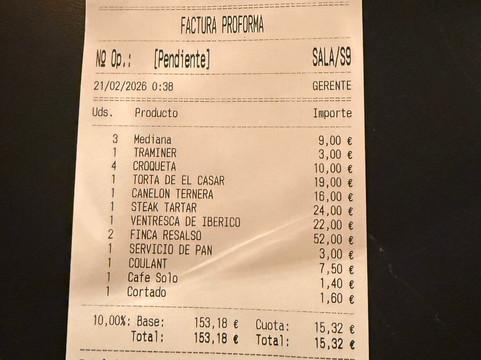 FACTURA PROFORMA
Nº Op.: [Pendiente] SALA/S9
21/02/2026 0:38 GERENTE
Uds. Producto Importe
3 Mediana 9,00 €
1 TRAMINER 3,00 €
4 CROQUETA 10,00 €
1 TORTA DE EL CASAR 19,00 €
1 CANELON TERNERA 16,00 €
1 STEAK TARTAR 24,00 €
1 VENTRESCA DE IBERICO 22,00 €
2 FINCA RESALSO 52,00 €
1 SERVICIO DE PAN 3,00 €
1 COULANT 7,50 €
1 Cafe Solo 1,40 €
1 Cortado 1,60 €
10,00%: Base: 153,18 € Cuota: 15,32 €
Total: 153,18 € Total: 15,32 €